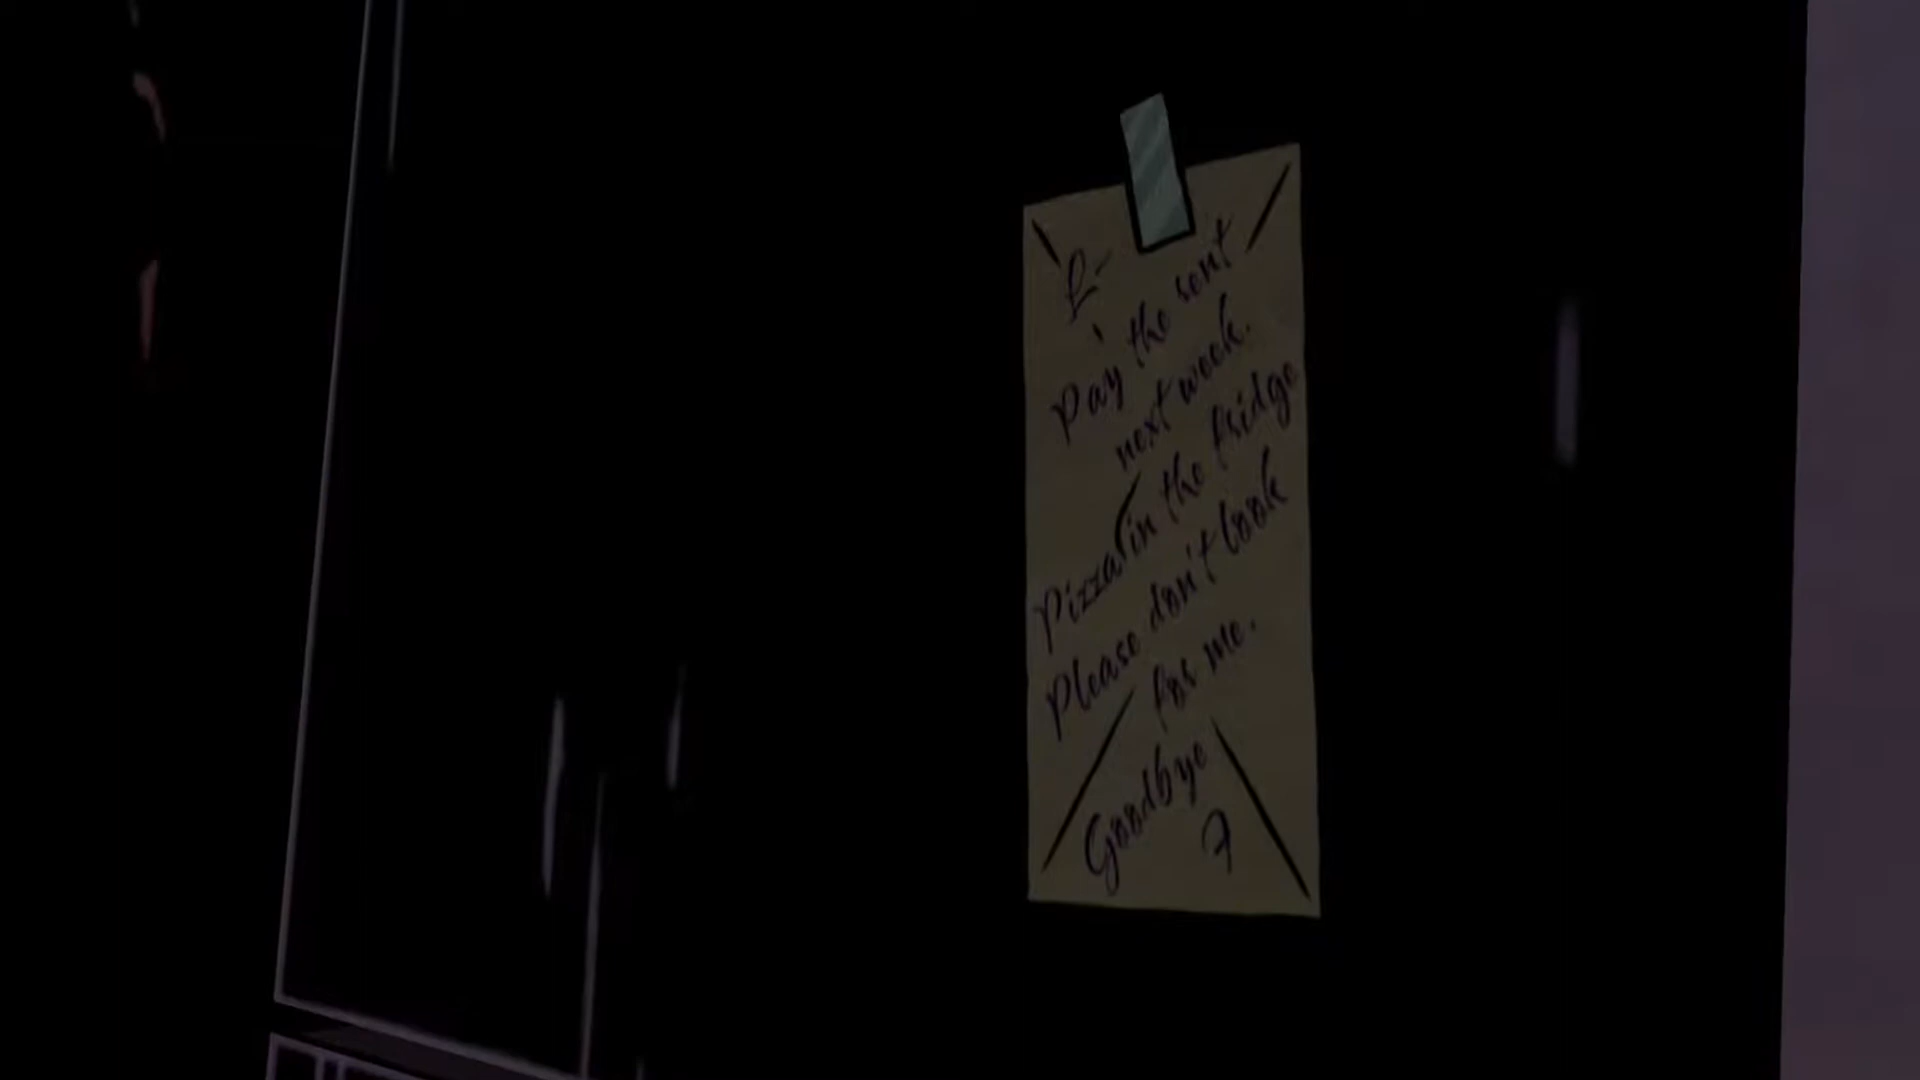 E-
Pay the rent
next week.
Pizza in the fridge
Please don't look
for me.
Goodbye
F